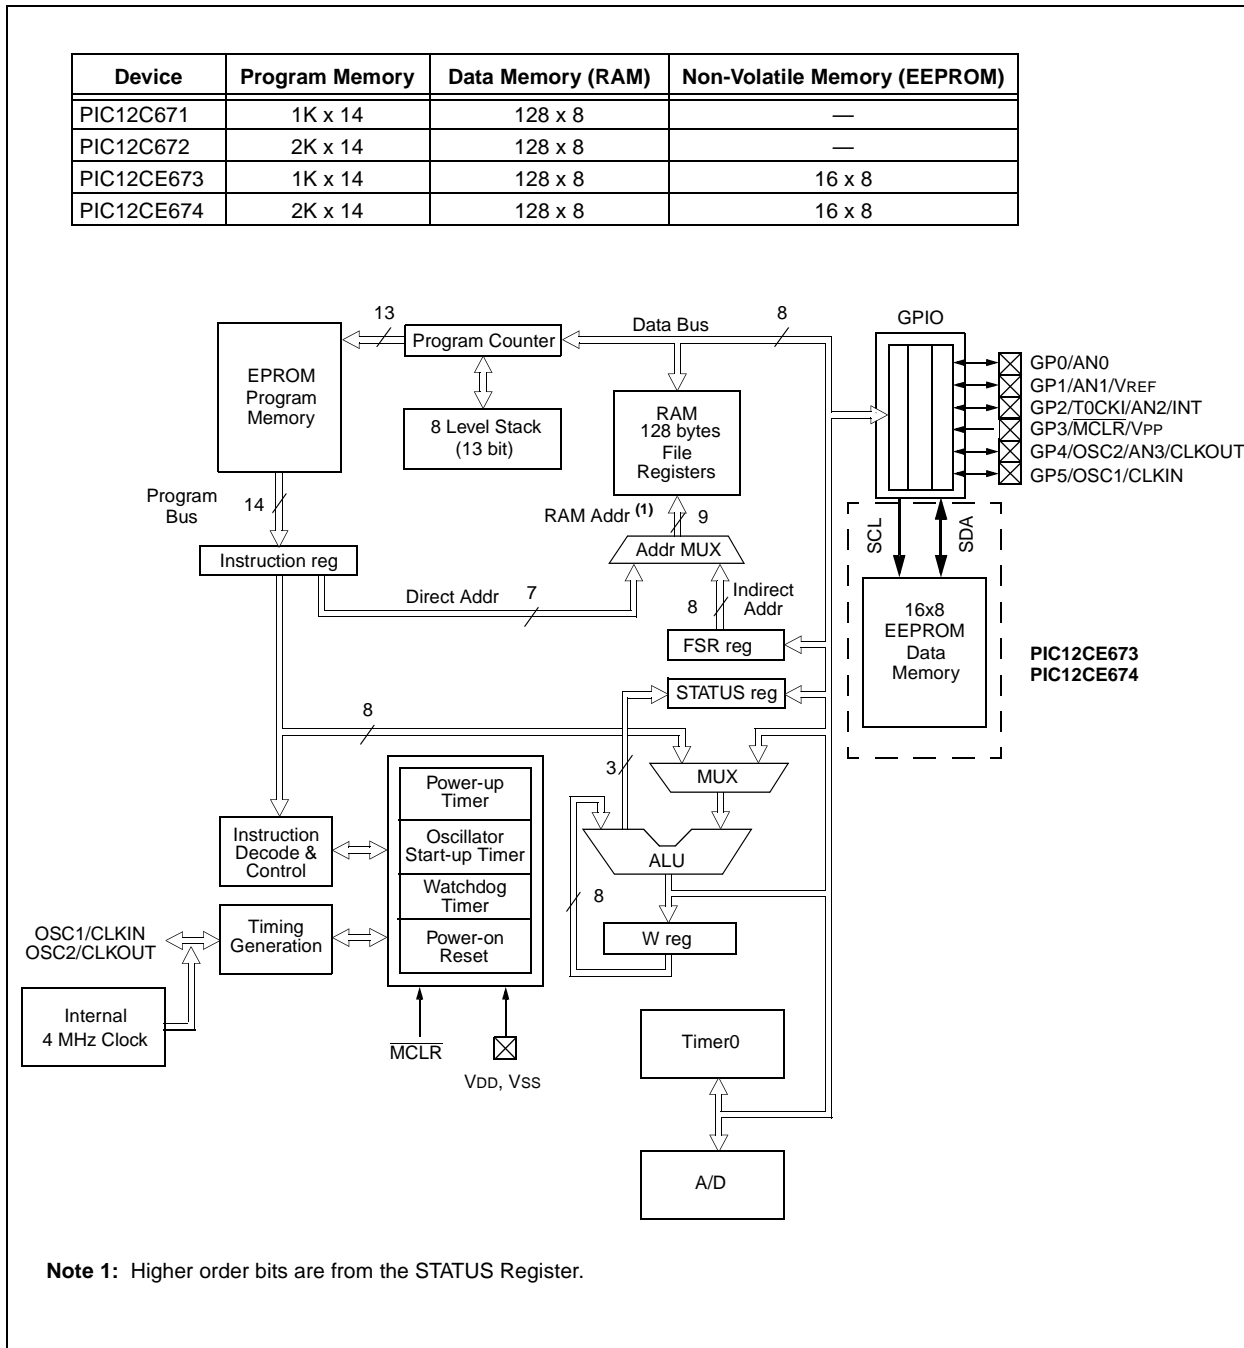 Device Program Memory Data Memory (RAM) Non-Volatile Memory (EEPROM)
PIC12C671 1K x 14 128 x 8 —
PIC12C672 2K x 14 128 x 8 —
PIC12CE673 1K x 14 128 x 8 16 x 8
PIC12CE674 2K x 14 128 x 8 16 x 8
13
Data Bus
8
GPIO
Program Counter
EPROM
Program
Memory
8 Level Stack
(13 bit)
RAM
128 bytes
File
Registers
GP0/AN0
GP1/AN1/VREF
GP2/T0CKI/AN2/INT
GP3/MCLR/VPP
GP4/OSC2/AN3/CLKOUT
GP5/OSC1/CLKIN
Program
Bus
14
RAM Addr (1)
9
SCL
SDA
Instruction reg
Addr MUX
Direct Addr
7
8
Indirect
Addr
FSR reg
16x8
EEPROM
Data
Memory
PIC12CE673
PIC12CE674
STATUS reg
8
3
MUX
Power-up
Timer
Instruction
Decode &
Control
Oscillator
Start-up Timer
ALU
Watchdog
Timer
8
OSC1/CLKIN
OSC2/CLKOUT
Timing
Generation
Power-on
Reset
W reg
Internal
4 MHz Clock
MCLR
VDD, VSS
Timer0
A/D
Note 1: Higher order bits are from the STATUS Register.